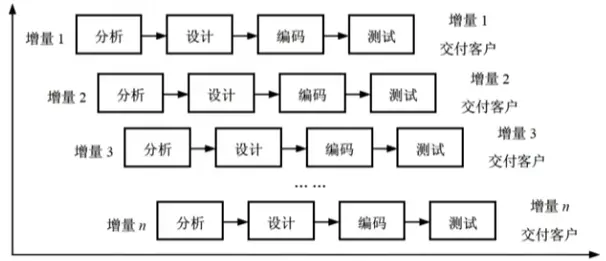 增量 1
分析
设计
编码
测试
增量 1
交付客户
增量 2
分析
设计
编码
测试
增量 2
交付客户
增量 3
分析
设计
编码
测试
增量 3
交付客户
... ...
增量 n
分析
设计
编码
测试
增量 n
交付客户